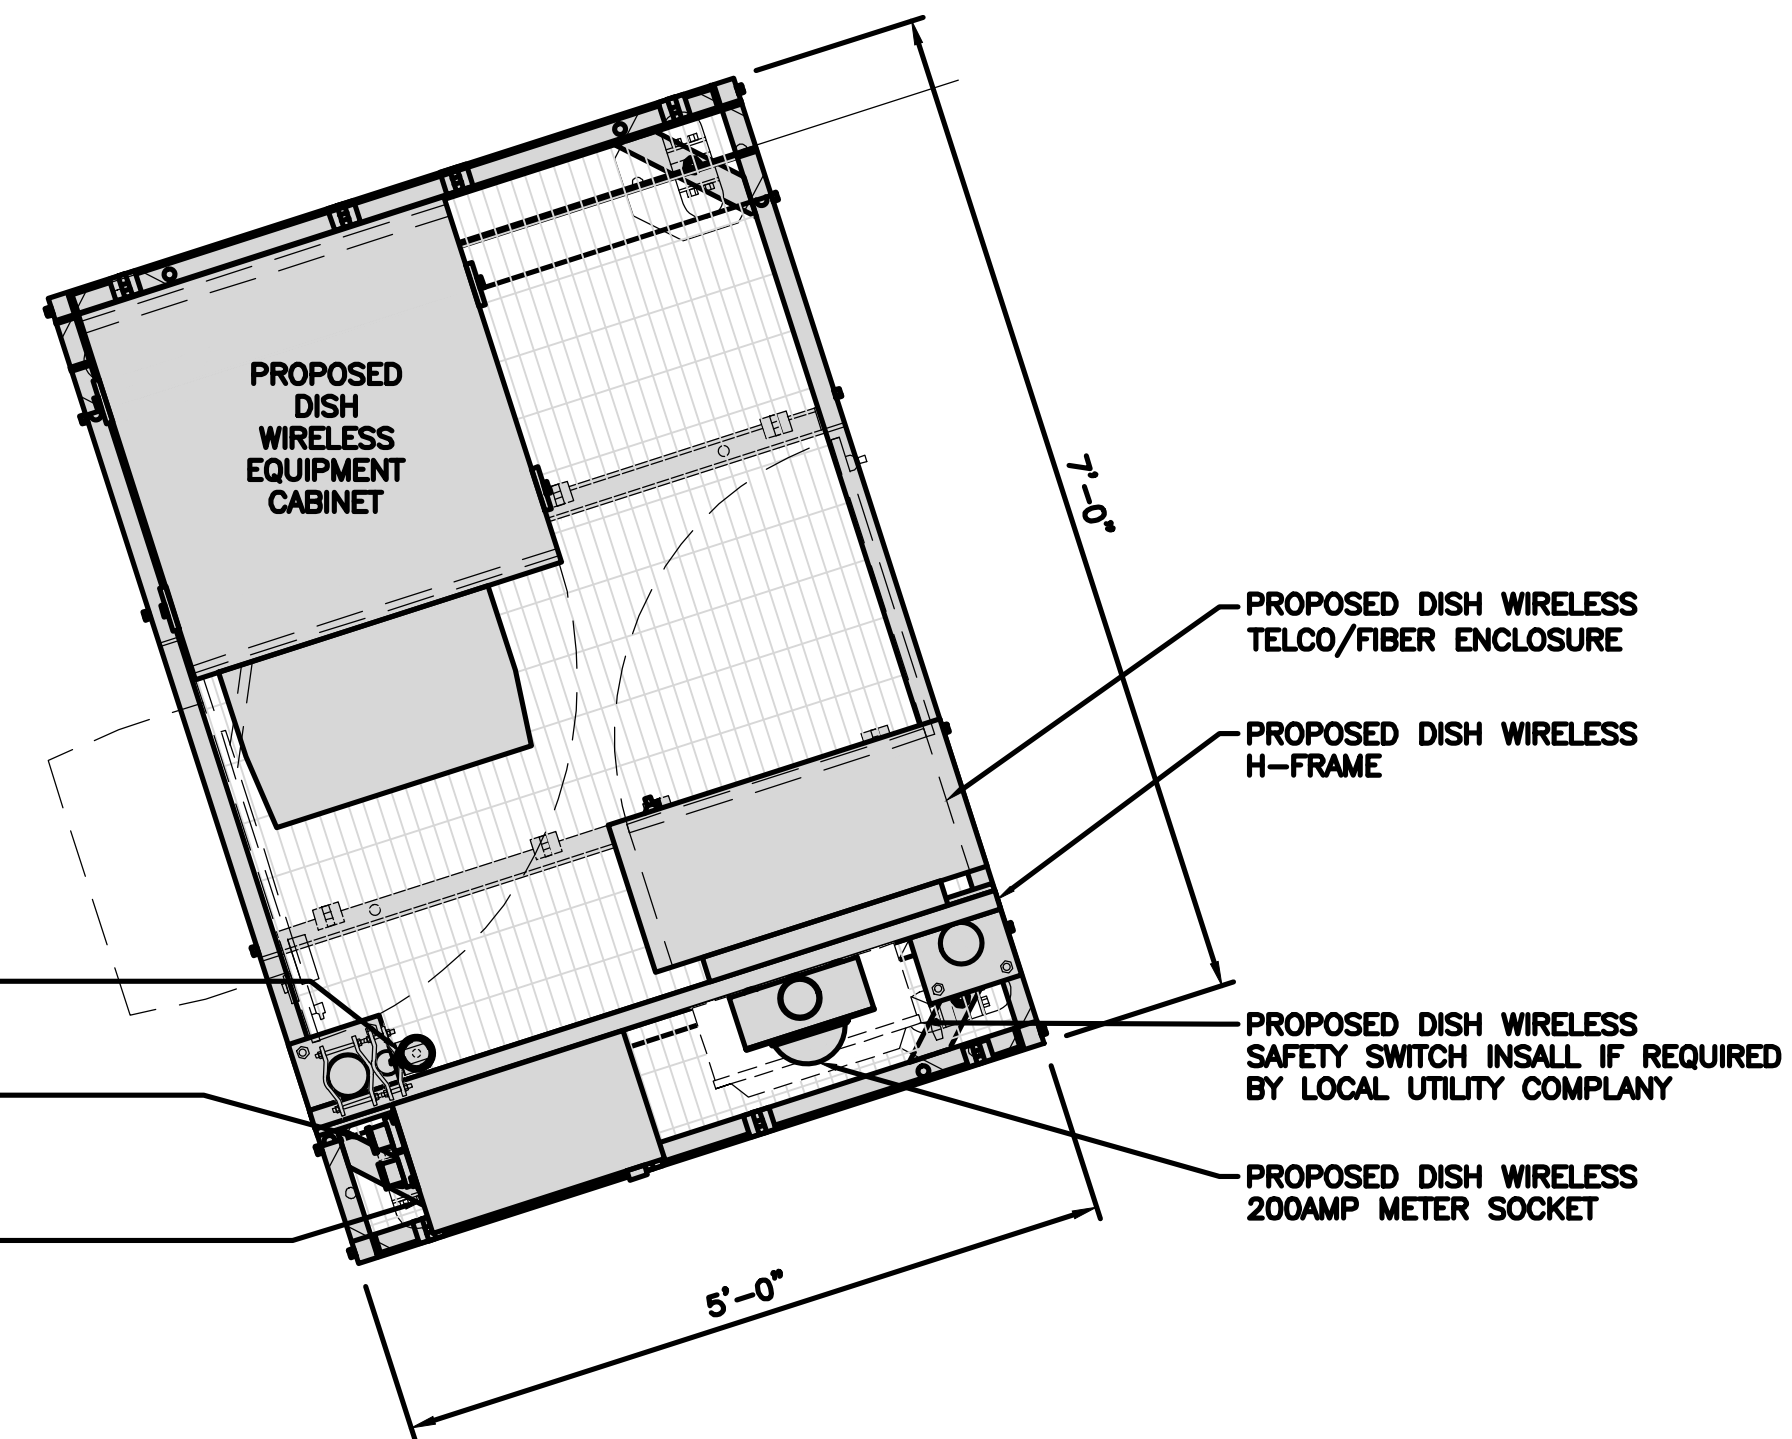 PROPOSED
DISH
WIRELESS
EQUIPMENT
CABINET
7'-0"
PROPOSED DISH WIRELESS
TELCO/FIBER ENCLOSURE
PROPOSED DISH WIRELESS
H-FRAME
PROPOSED DISH WIRELESS
SAFETY SWITCH INSALL IF REQUIRED
BY LOCAL UTILITY COMPLANY
PROPOSED DISH WIRELESS
200AMP METER SOCKET
5'-0"